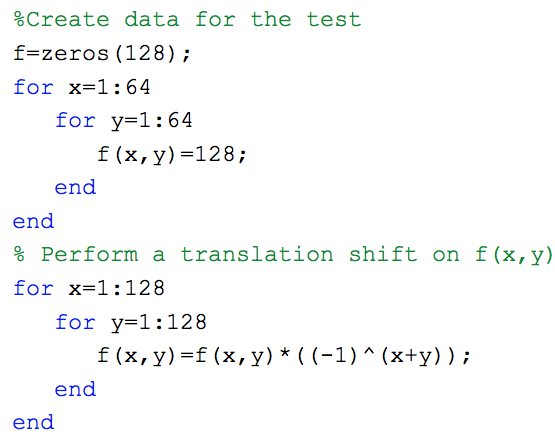 %Create data for the test
f=zeros(128);
for x=1:64
for y=1:64
f(x,y)=128;
end
end
% Perform a translation shift on f(x,y)
for x=1:128
for y=1:128
f(x,y)=f(x,y)*((-1)^(x+y));
end
end